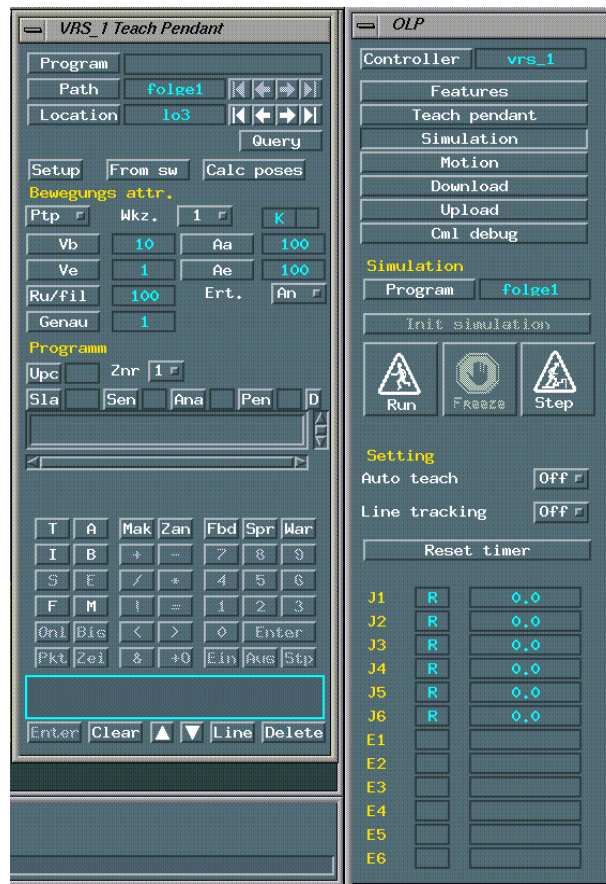 VRS_1 Teach Pendant
Program
Path folge1
Location lo3
Query
Setup From sw Calc poses
Bewegungs attr.
Ptp Wkz. 1 K
Vb 10 Aa 100
Ve 1 Ae 100
Ru/fil 100 Ert. An
Genau 1
Programm
Upc Znr 1
Sla Sen Ana Pen D
T A Mak Zan Fbd Spr War
I B + - 7 8 9
S E / * 4 5 6
F M ! = 1 2 3
Onl Bis < > 0 Enter
Pkt Zei & +0 Ein Aus Stp
Enter Clear Line Delete
OLP
Controller vrs_1
Features
Teach pendant
Simulation
Motion
Download
Upload
Cml debug
Simulation
Program folge1
Init simulation
Run Freeze Step
Setting
Auto teach Off
Line tracking Off
Reset timer
J1 R 0.0
J2 R 0.0
J3 R 0.0
J4 R 0.0
J5 R 0.0
J6 R 0.0
E1
E2
E3
E4
E5
E6